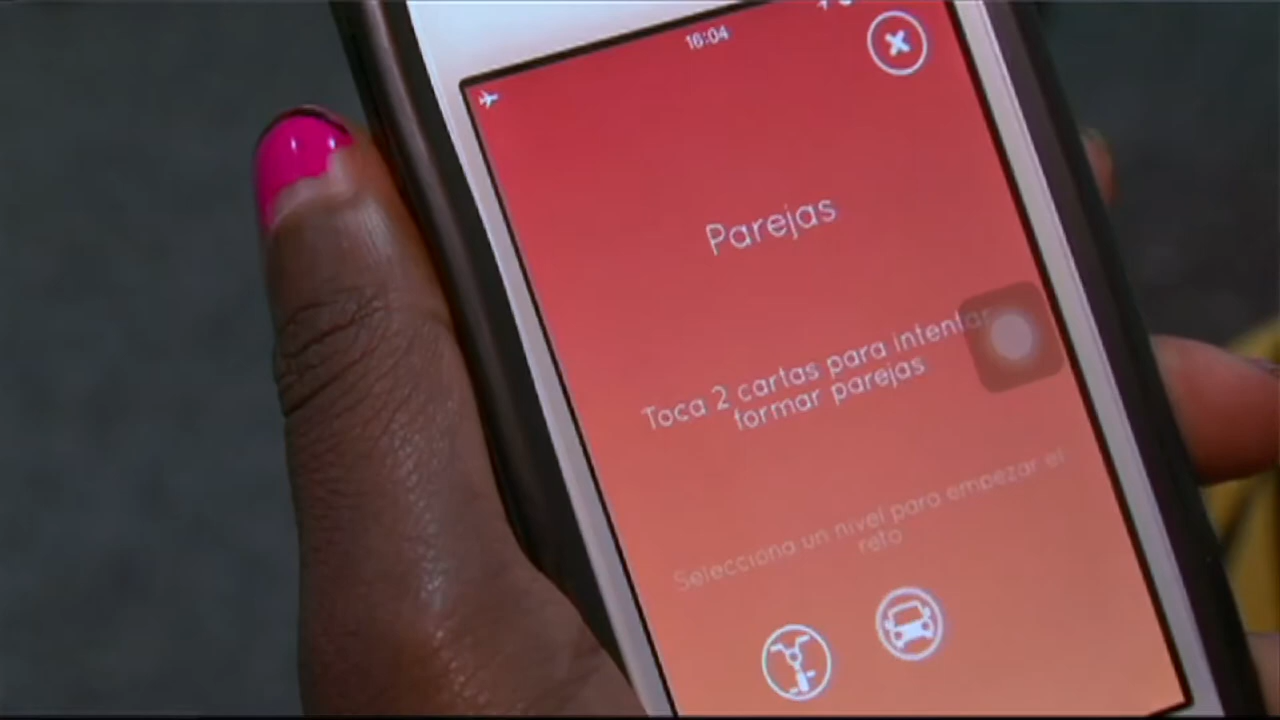 16:04
Parejas
Toca 2 cartas para intentar
formar parejas
Selecciona un nivel para empezar el
reto